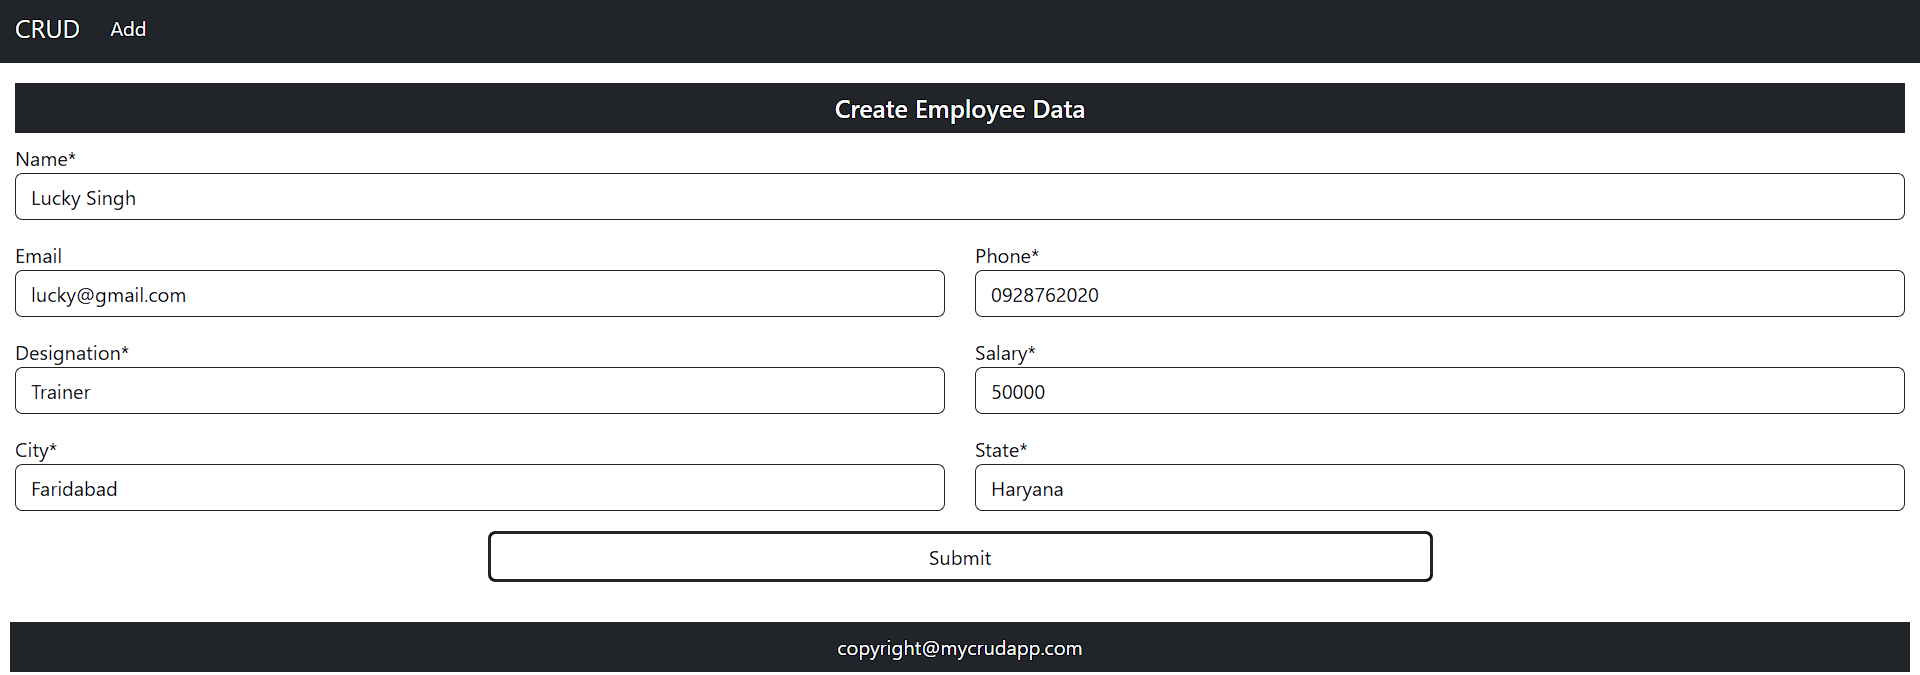 CRUD Add
Create Employee Data
Name*
Lucky Singh
Email Phone*
lucky@gmail.com 0928762020
Designation* Salary*
Trainer 50000
City* State*
Faridabad Haryana
Submit
copyright@mycrudapp.com